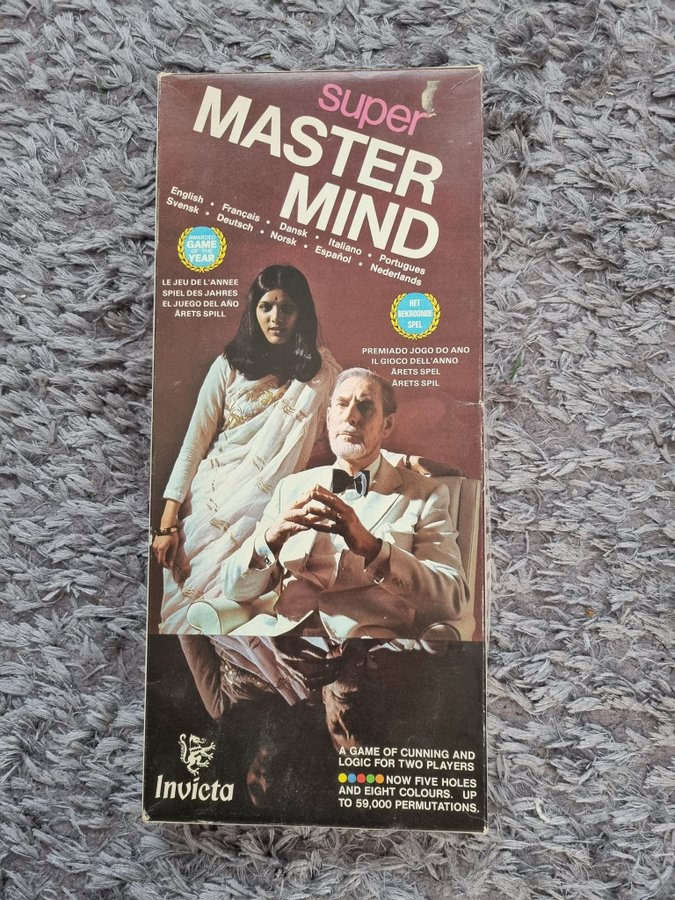 super
MASTER
MIND
English • Français • Dansk • Italiano • Portugues
Svensk • Deutsch • Norsk • Español • Nederlands
AWARDED
GAME
OF THE
YEAR
LE JEU DE L'ANNEE
SPIEL DES JAHRES
EL JUEGO DEL AÑO
ÅRETS SPILL
HET
BEKROONDE
SPEL
PREMIADO JOGO DO ANO
IL GIOCO DELL'ANNO
ÅRETS SPEL
ÅRETS SPIL
A GAME OF CUNNING AND
LOGIC FOR TWO PLAYERS
NOW FIVE HOLES
AND EIGHT COLOURS. UP
TO 59,000 PERMUTATIONS.
Invicta